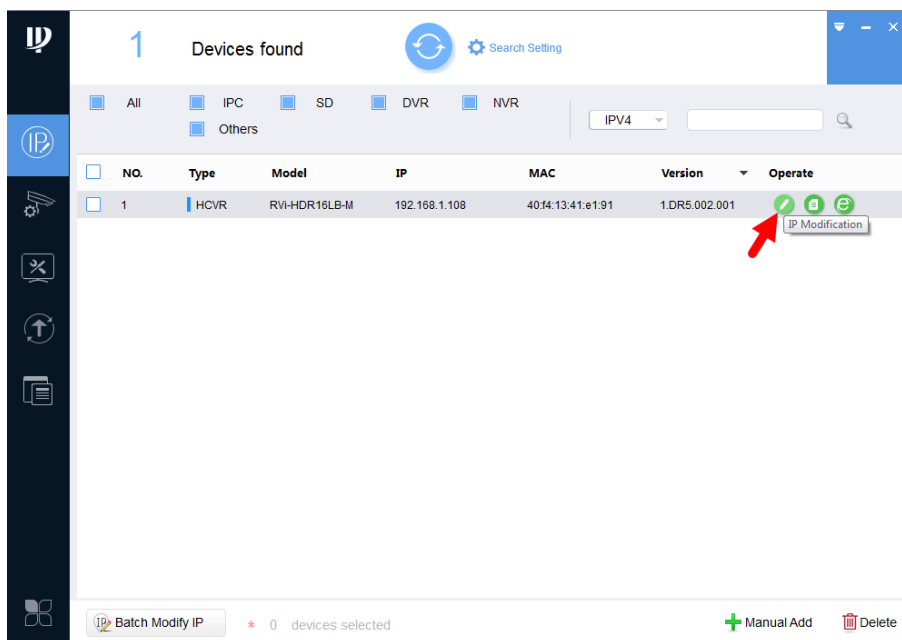 1 Devices found Search Setting
All IPC SD DVR NVR
Others
IPV4
NO. Type Model IP MAC Version Operate
1 HCVR RVi-HDR16LB-M 192.168.1.108 40:f4:13:41:e1:91 1.DR5.002.001
IP Modification
Batch Modify IP * 0 devices selected Manual Add Delete